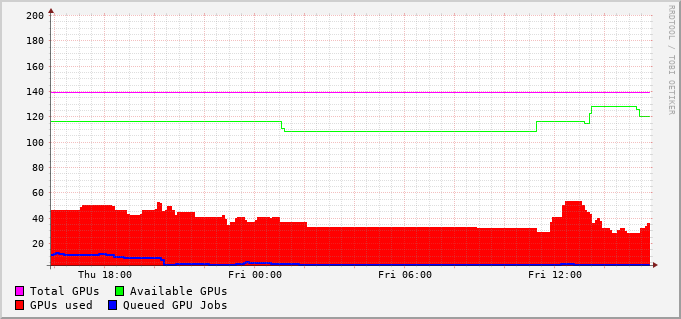 200
180
160
140
120
100
80
60
40
20
Thu 18:00 Fri 00:00 Fri 06:00 Fri 12:00
Total GPUs Available GPUs
GPUs used Queued GPU Jobs
RRDTOOL / TOBI OETIKER